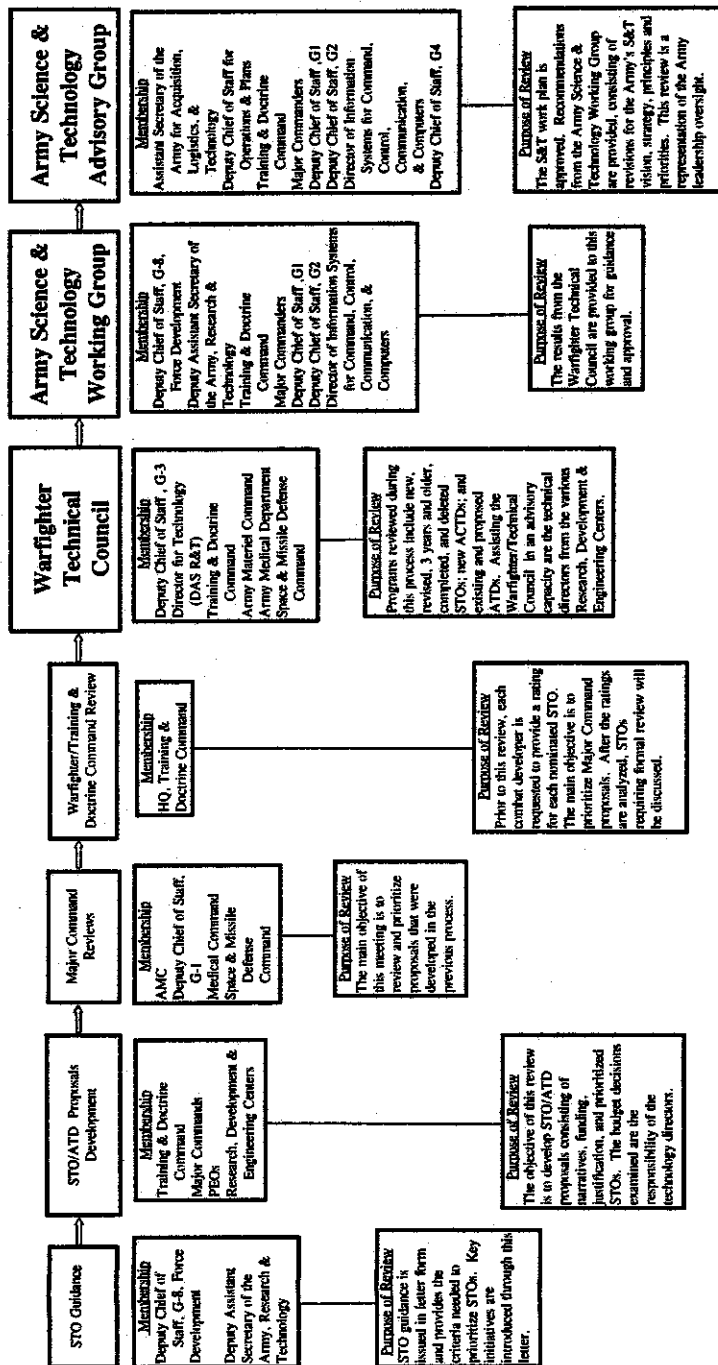 STO Guidance
Membership
Deputy Chief of
Staff, G-8, Force
Development
Deputy Assistant
Secretary of the
Army, Research &
Technology
Purpose of Review
STO guidance is
issued in letter form
and provides the
criteria needed to
prioritize STOs. Key
initiatives are
introduced through this
letter.
STO/ATD Proposals
Development
Membership
Training & Doctrine
Command
Major Commands
PEOs
Research, Development &
Engineering Centers
Purpose of Review
The objective of this review
is to develop STO/ATD
proposals consisting of
narratives, funding,
justification, and prioritized
STOs. The budget decisions
examined are the
responsibility of the
technology directors.
Major Command
Reviews
Membership
AMC
Deputy Chief of Staff,
G-1
Medical Command
Space & Missile
Defense
Command
Purpose of Review
The main objective of
this meeting is to
review and prioritize
proposals that were
developed in the
previous process.
Warfighter/Training &
Doctrine Command Review
Membership
HQ, Training &
Doctrine Command
Purpose of Review
Prior to this review, each
combat developer is
requested to provide a rating
for each nominated STO.
The main objective is to
prioritize Major Command
proposals. After the ratings
are analyzed, STOs
requiring formal review will
be discussed.
Warfighter
Technical
Council
Membership
Deputy Chief of Staff , G-3
Director for Technology
(DAS R&T)
Training & Doctrine
Command
Army Materiel Command
Army Medical Department
Space & Missile Defense
Command
Purpose of Review
Programs reviewed during
this process include new,
revised, 3 years and older,
completed, and deleted
STOs; new ACTDs; and
existing and proposed
ATDs. Assisting the
Warfighter/Technical
Council in an advisory
capacity are the technical
directors from the various
Research, Development &
Engineering Centers.
Army Science &
Technology
Working Group
Membership
Deputy Chief of Staff, G-8,
Force Development
Deputy Assistant Secretary of
the Army, Research &
Technology
Training & Doctrine
Command
Major Commanders
Deputy Chief of Staff ,G1
Deputy Chief of Staff, G2
Director of Information Systems
for Command, Control,
Communication, &
Computers
Purpose of Review
The results from the
Warfighter Technical
Council are provided to this
working group for guidance
and approval.
Army Science &
Technology
Advisory Group
Membership
Assistant Secretary of the
Army for Acquisition,
Logistics, &
Technology
Deputy Chief of Staff for
Operations & Plans
Training & Doctrine
Command
Major Commanders
Deputy Chief of Staff ,G1
Deputy Chief of Staff, G2
Director of Information
Systems for Command,
Control,
Communication,
& Computers
Deputy Chief of Staff, G4
Purpose of Review
The S&T work plan is
approved. Recommendations
from the Army Science &
Technology Working Group
are provided, consisting of
revisions for the Army's S&T
vision, strategy, principles and
priorities. This review is a
representation of the Army
leadership oversight.